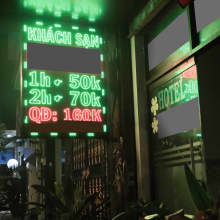 KHÁCH SẠN
1h 50k
2h 70k
QĐ: 160K
HOTEL